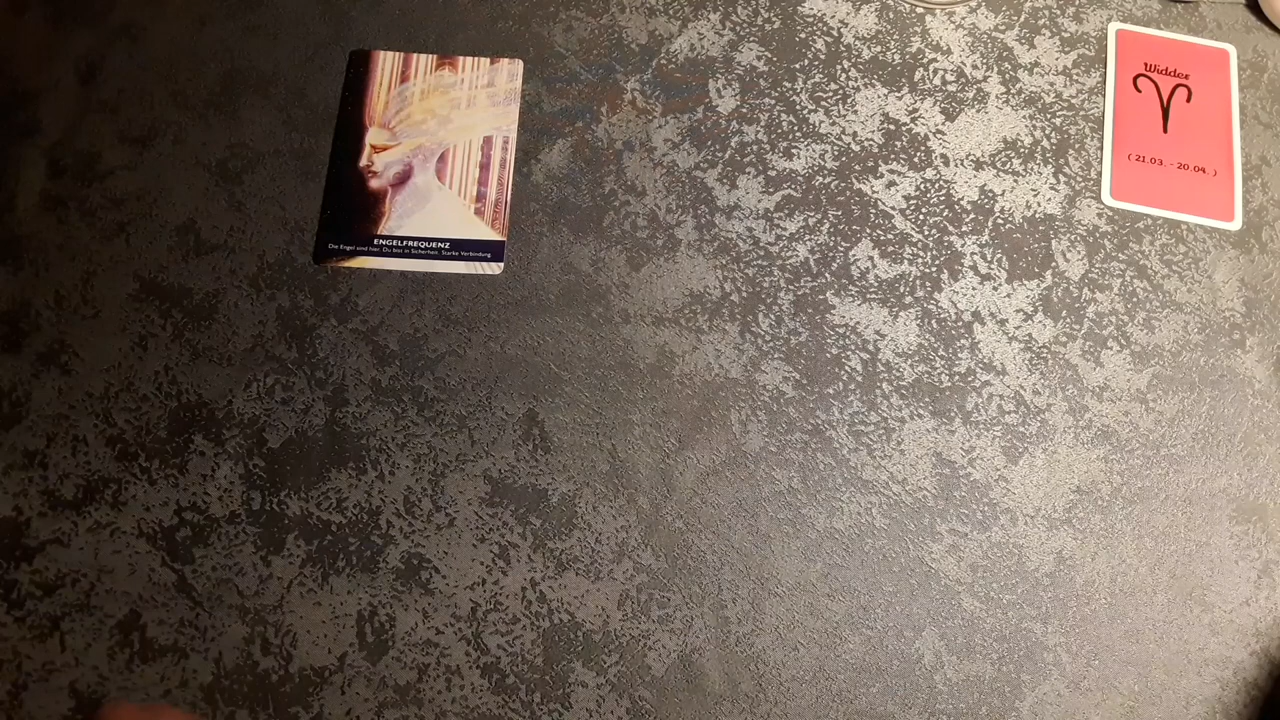 ENGELFREQUENZ
Die Engel sind hier. Du bist in Sicherheit. Starke Verbindung.
Widder
( 21.03. - 20.04. )